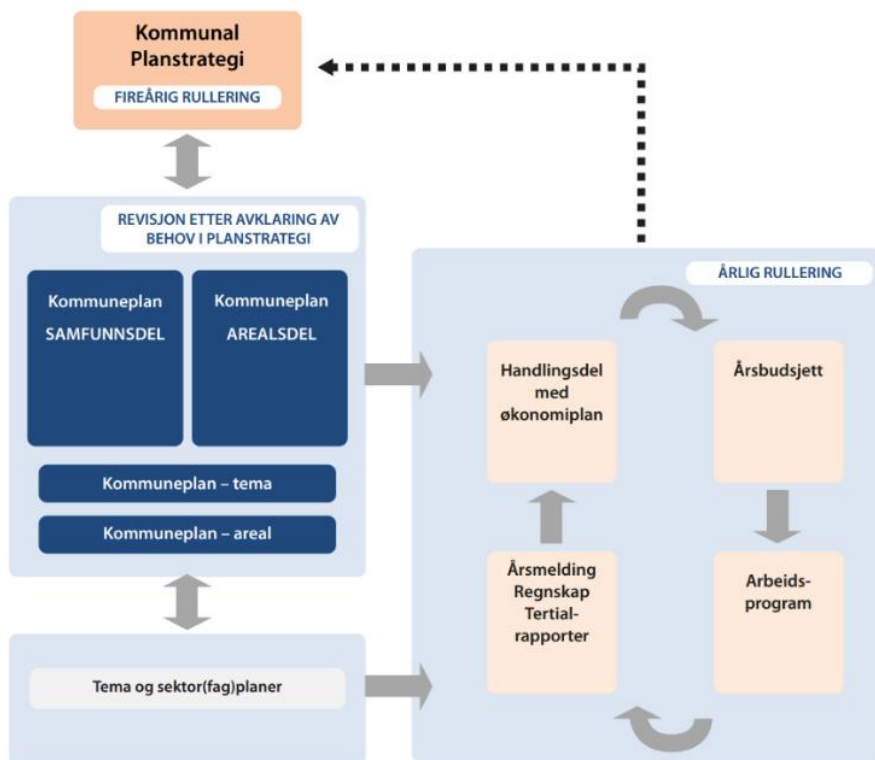 Kommunal
Planstrategi
FIREÅRIG RULLERING
REVISJON ETTER AVKLARING AV
BEHOV I PLANSTRATEGI
Kommuneplan
SAMFUNNSDEL
Kommuneplan
AREALSDEL
Kommuneplan – tema
Kommuneplan – areal
Tema og sektor(fag)planer
ÅRLIG RULLERING
Handlingsdel
med
økonomiplan
Årsbudsjett
Årsmelding
Regnskap
Tertial-
rapporter
Arbeids-
program